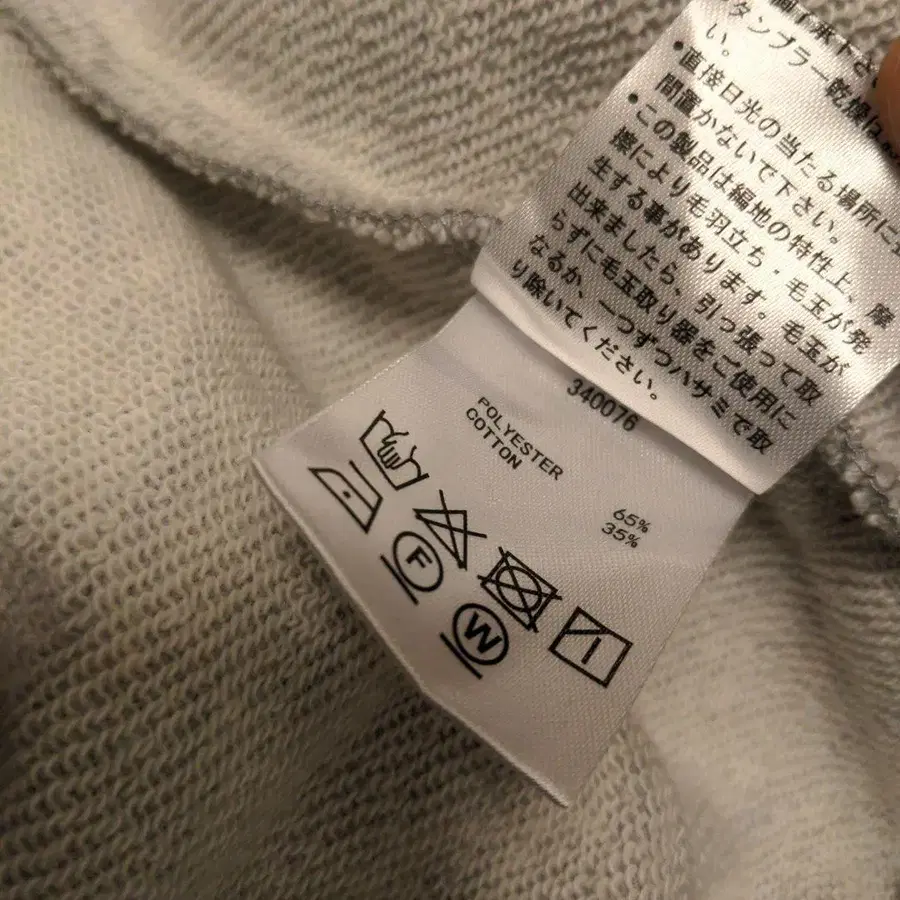 タンブラー乾燥は
い。
・直接日光の当たる場所に
間置かないで下さい。
・この製品は編地の特性上、摩
擦により毛羽立ち・毛玉が発
生する事があります。毛玉が
出来ましたら、引っ張って取
らずに毛玉取り器をご使用に
なるか、一つずつハサミで取
り除いてください。
340076
POLYESTER 65%
COTTON 35%
F
W